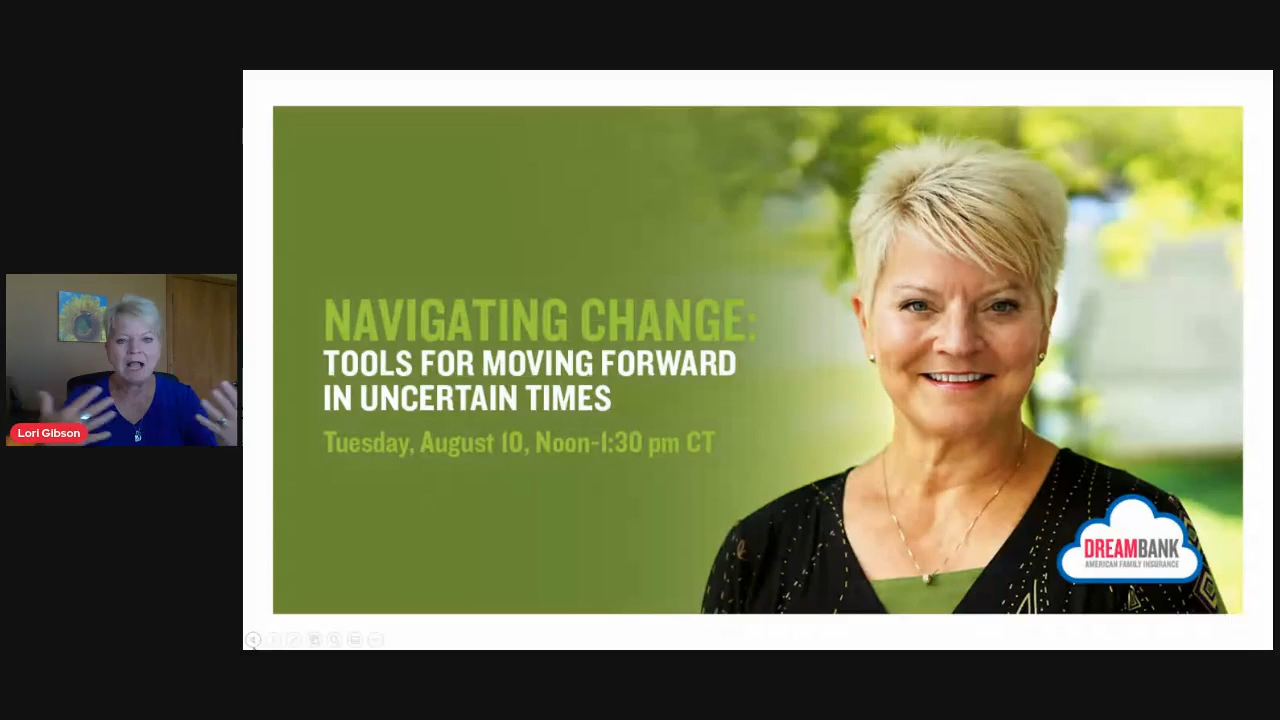 Lori Gibson
NAVIGATING CHANGE:
TOOLS FOR MOVING FORWARD
IN UNCERTAIN TIMES
Tuesday, August 10, Noon-1:30 pm CT
DREAMBANK
AMERICAN FAMILY INSURANCE